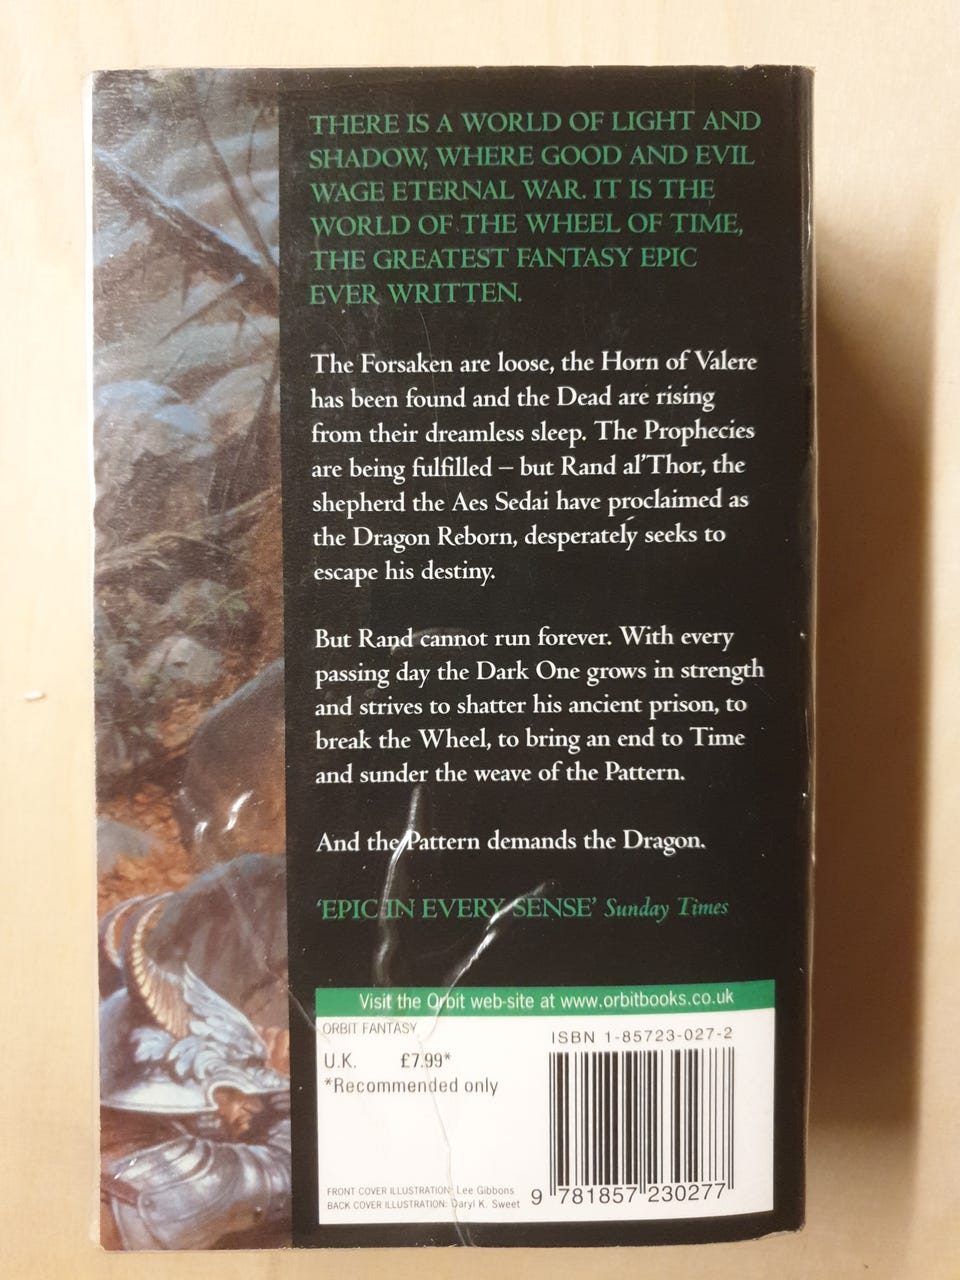 THERE IS A WORLD OF LIGHT AND
SHADOW, WHERE GOOD AND EVIL
WAGE ETERNAL WAR. IT IS THE
WORLD OF THE WHEEL OF TIME,
THE GREATEST FANTASY EPIC
EVER WRITTEN.
The Forsaken are loose, the Horn of Valere
has been found and the Dead are rising
from their dreamless sleep. The Prophecies
are being fulfilled – but Rand al'Thor, the
shepherd the Aes Sedai have proclaimed as
the Dragon Reborn, desperately seeks to
escape his destiny.
But Rand cannot run forever. With every
passing day the Dark One grows in strength
and strives to shatter his ancient prison, to
break the Wheel, to bring an end to Time
and sunder the weave of the Pattern.
And the Pattern demands the Dragon.
'EPIC IN EVERY SENSE' Sunday Times
Visit the Orbit web-site at www.orbitbooks.co.uk
ORBIT FANTASY
U.K. £7.99*
*Recommended only
ISBN 1-85723-027-2
FRONT COVER ILLUSTRATION: Lee Gibbons
BACK COVER ILLUSTRATION: Daryl K. Sweet
9 781857 230277